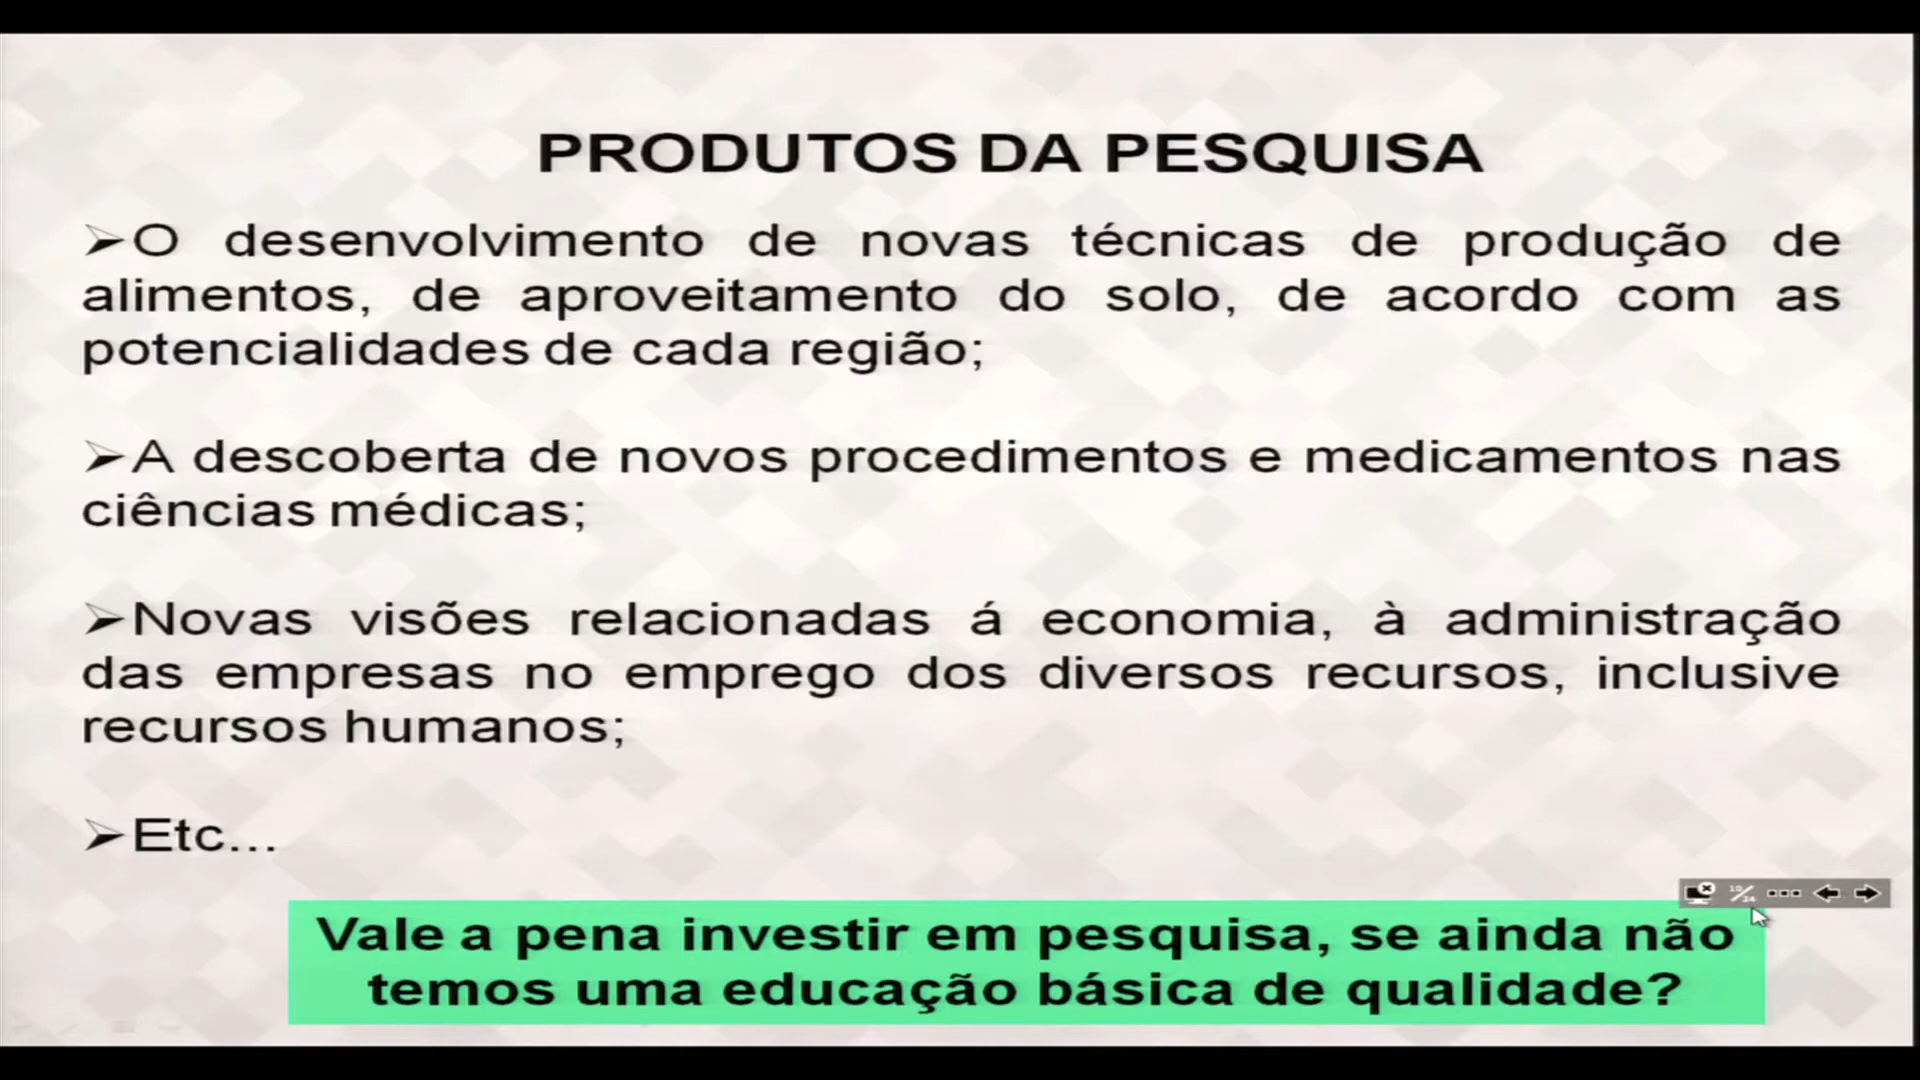 PRODUTOS DA PESQUISA
➢O desenvolvimento de novas técnicas de produção de
alimentos, de aproveitamento do solo, de acordo com as
potencialidades de cada região;
➢A descoberta de novos procedimentos e medicamentos nas
ciências médicas;
➢Novas visões relacionadas á economia, à administração
das empresas no emprego dos diversos recursos, inclusive
recursos humanos;
➢Etc...
10/24
Vale a pena investir em pesquisa, se ainda não
temos uma educação básica de qualidade?